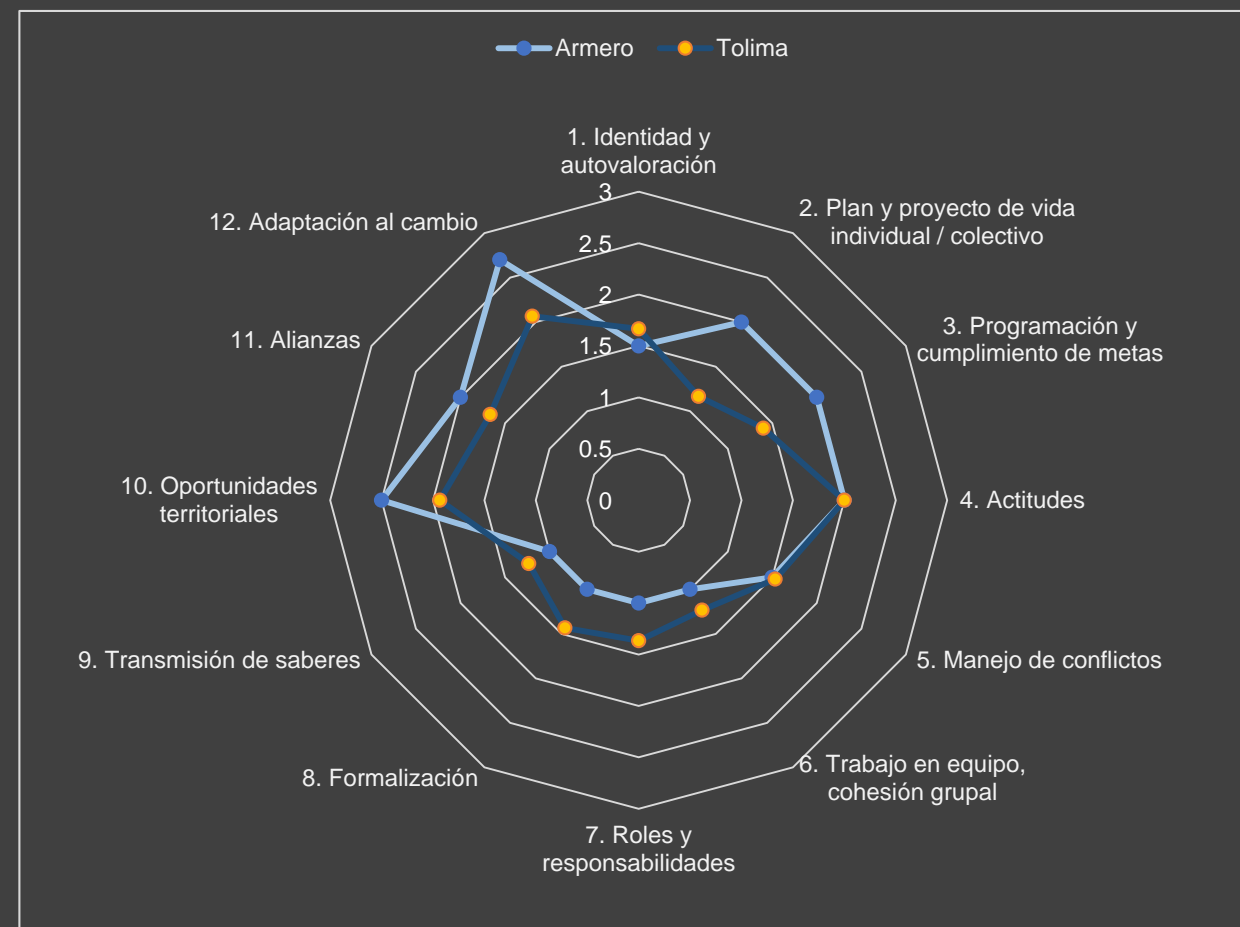 Armero
Tolima
1. Identidad y
autovaloración
2. Plan y proyecto de vida
individual / colectivo
3. Programación y
cumplimiento de metas
4. Actitudes
5. Manejo de conflictos
6. Trabajo en equipo,
cohesión grupal
7. Roles y
responsabilidades
8. Formalización
9. Transmisión de saberes
10. Oportunidades
territoriales
11. Alianzas
12. Adaptación al cambio
3
2.5
2
1.5
1
0.5
0